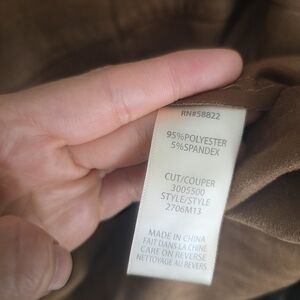 RN#58822
95%POLYESTER
5%SPANDEX
CUT/COUPER
3005500
STYLE/STYLE
2706M13
MADE IN CHINA
FAIT DANS LA CHINE
CARE ON REVERSE
NETTOYAGE AU REVERS